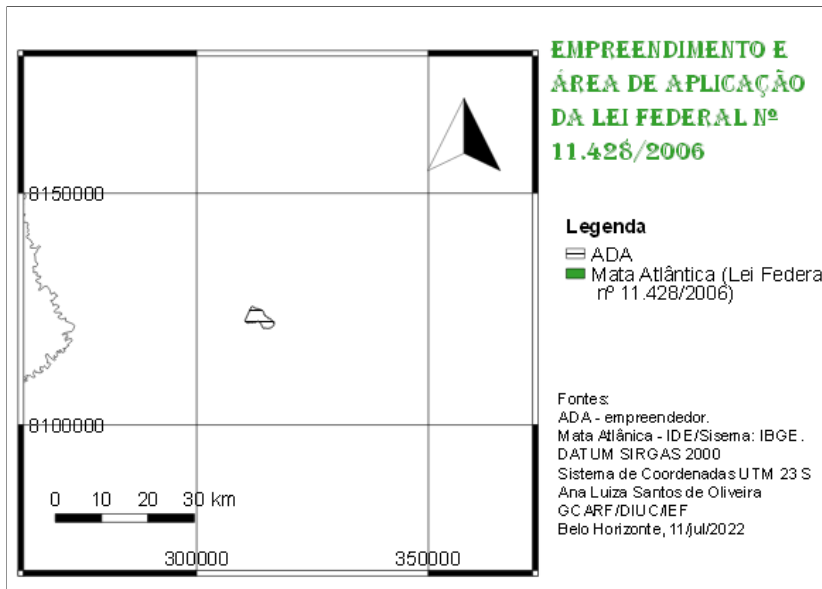 EMPREENDIMENTO E
ÁREA DE APLICAÇÃO
DA LEI FEDERAL Nº
11.428/2006
8150000
8100000
0 10 20 30 km
300000
350000
Legenda
ADA
Mata Atlântica (Lei Federa
nº 11.428/2006)
Fontes:
ADA - empreendedor.
Mata Atlânica - IDE/Sisema: IBGE.
DATUM SIRGAS 2000
Sistema de Coordenadas UTM 23 S
Ana Luiza Santos de Oliveira
GCARF/DIUC/IEF
Belo Horizonte, 11/jul/2022